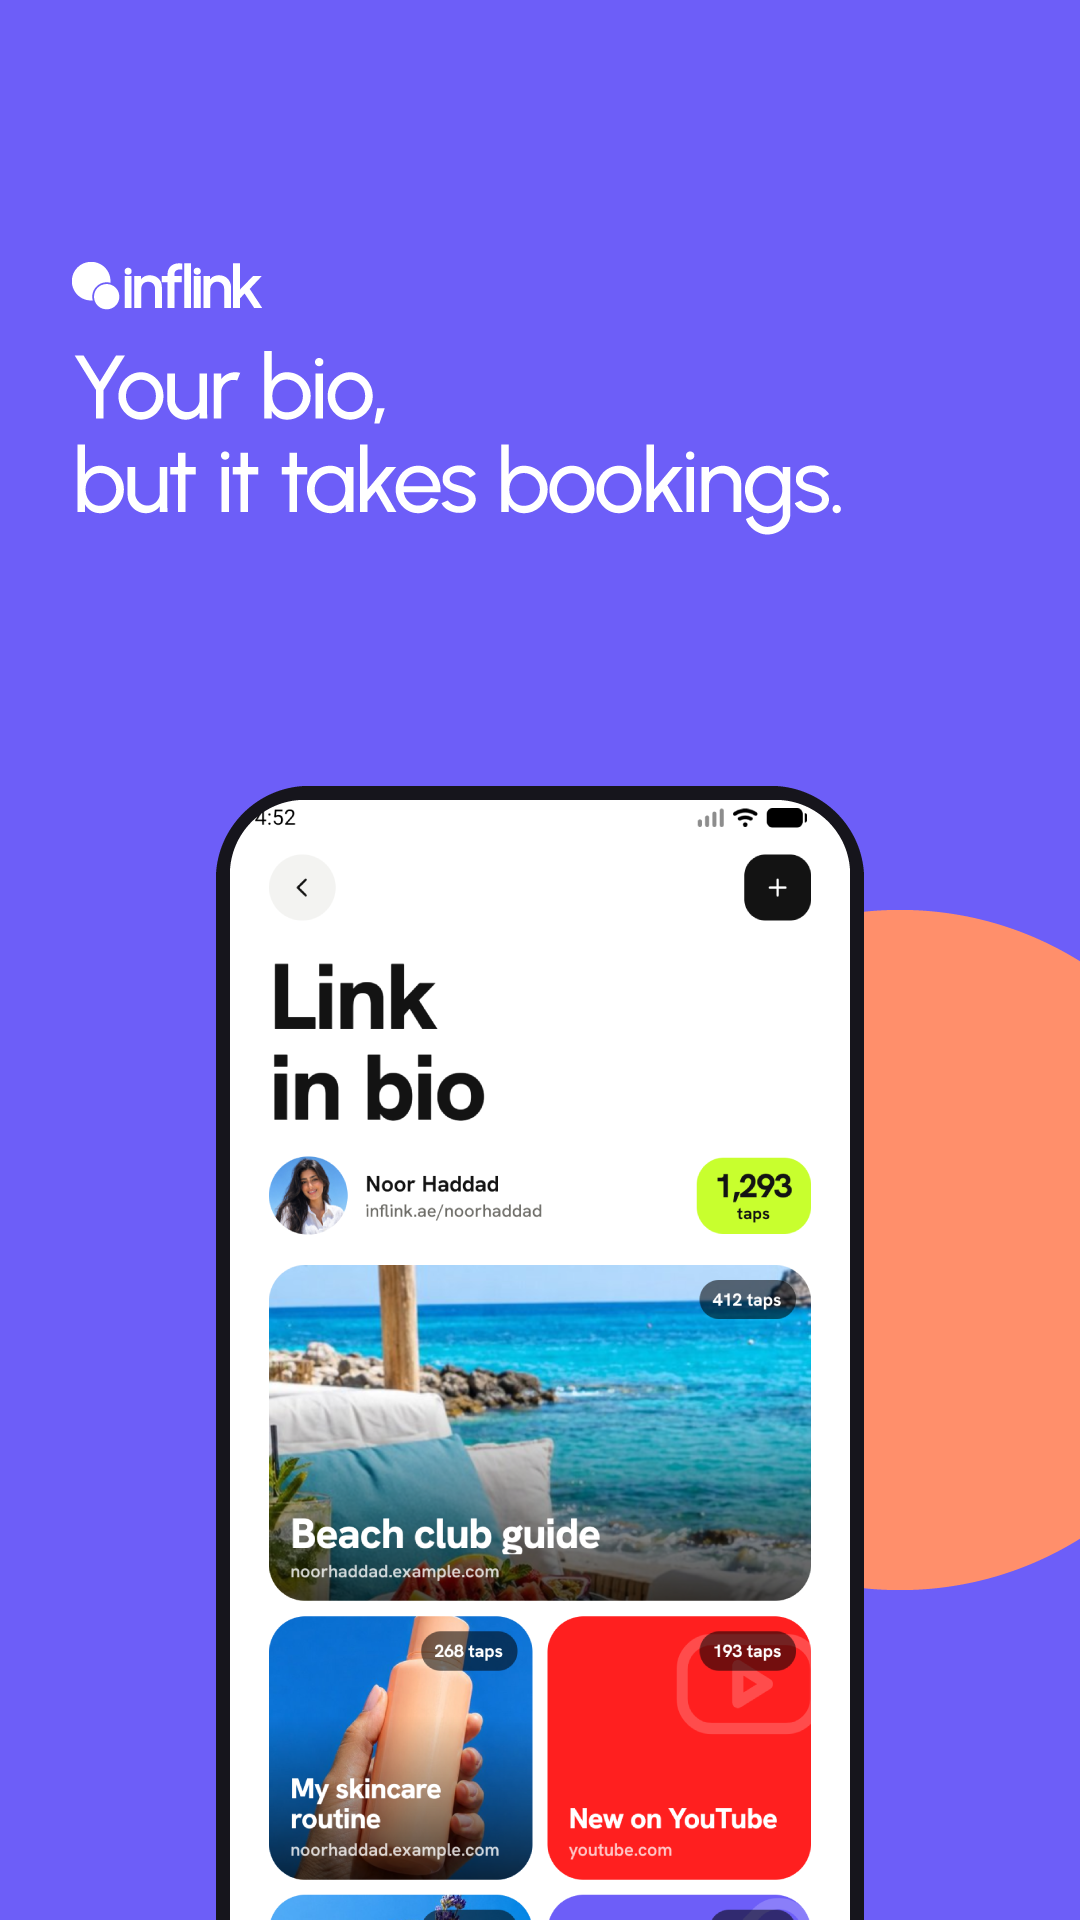 inflink
Your bio,
but it takes bookings.
4:52
Link
in bio
Noor Haddad
inflink.ae/noorhaddad
1,293
taps
412 taps
Beach club guide
noorhaddad.example.com
268 taps
My skincare
routine
noorhaddad.example.com
193 taps
New on YouTube
youtube.com